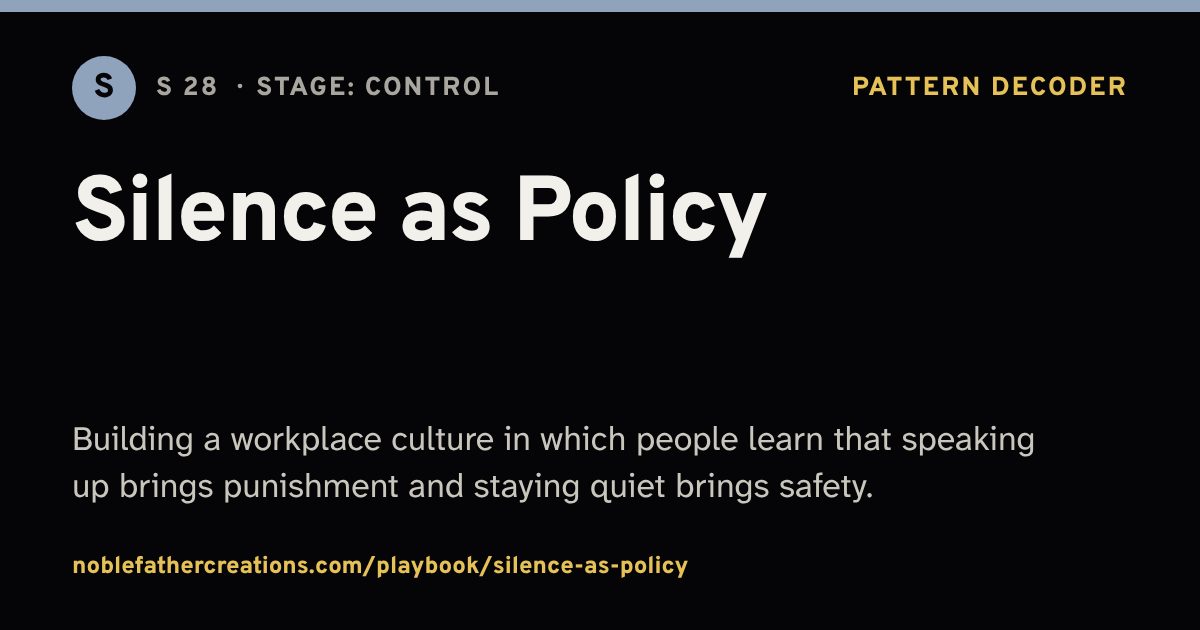 S
S 28 · STAGE: CONTROL
PATTERN DECODER
Silence as Policy
Building a workplace culture in which people learn that speaking
up brings punishment and staying quiet brings safety.
noblefathercreations.com/playbook/silence-as-policy